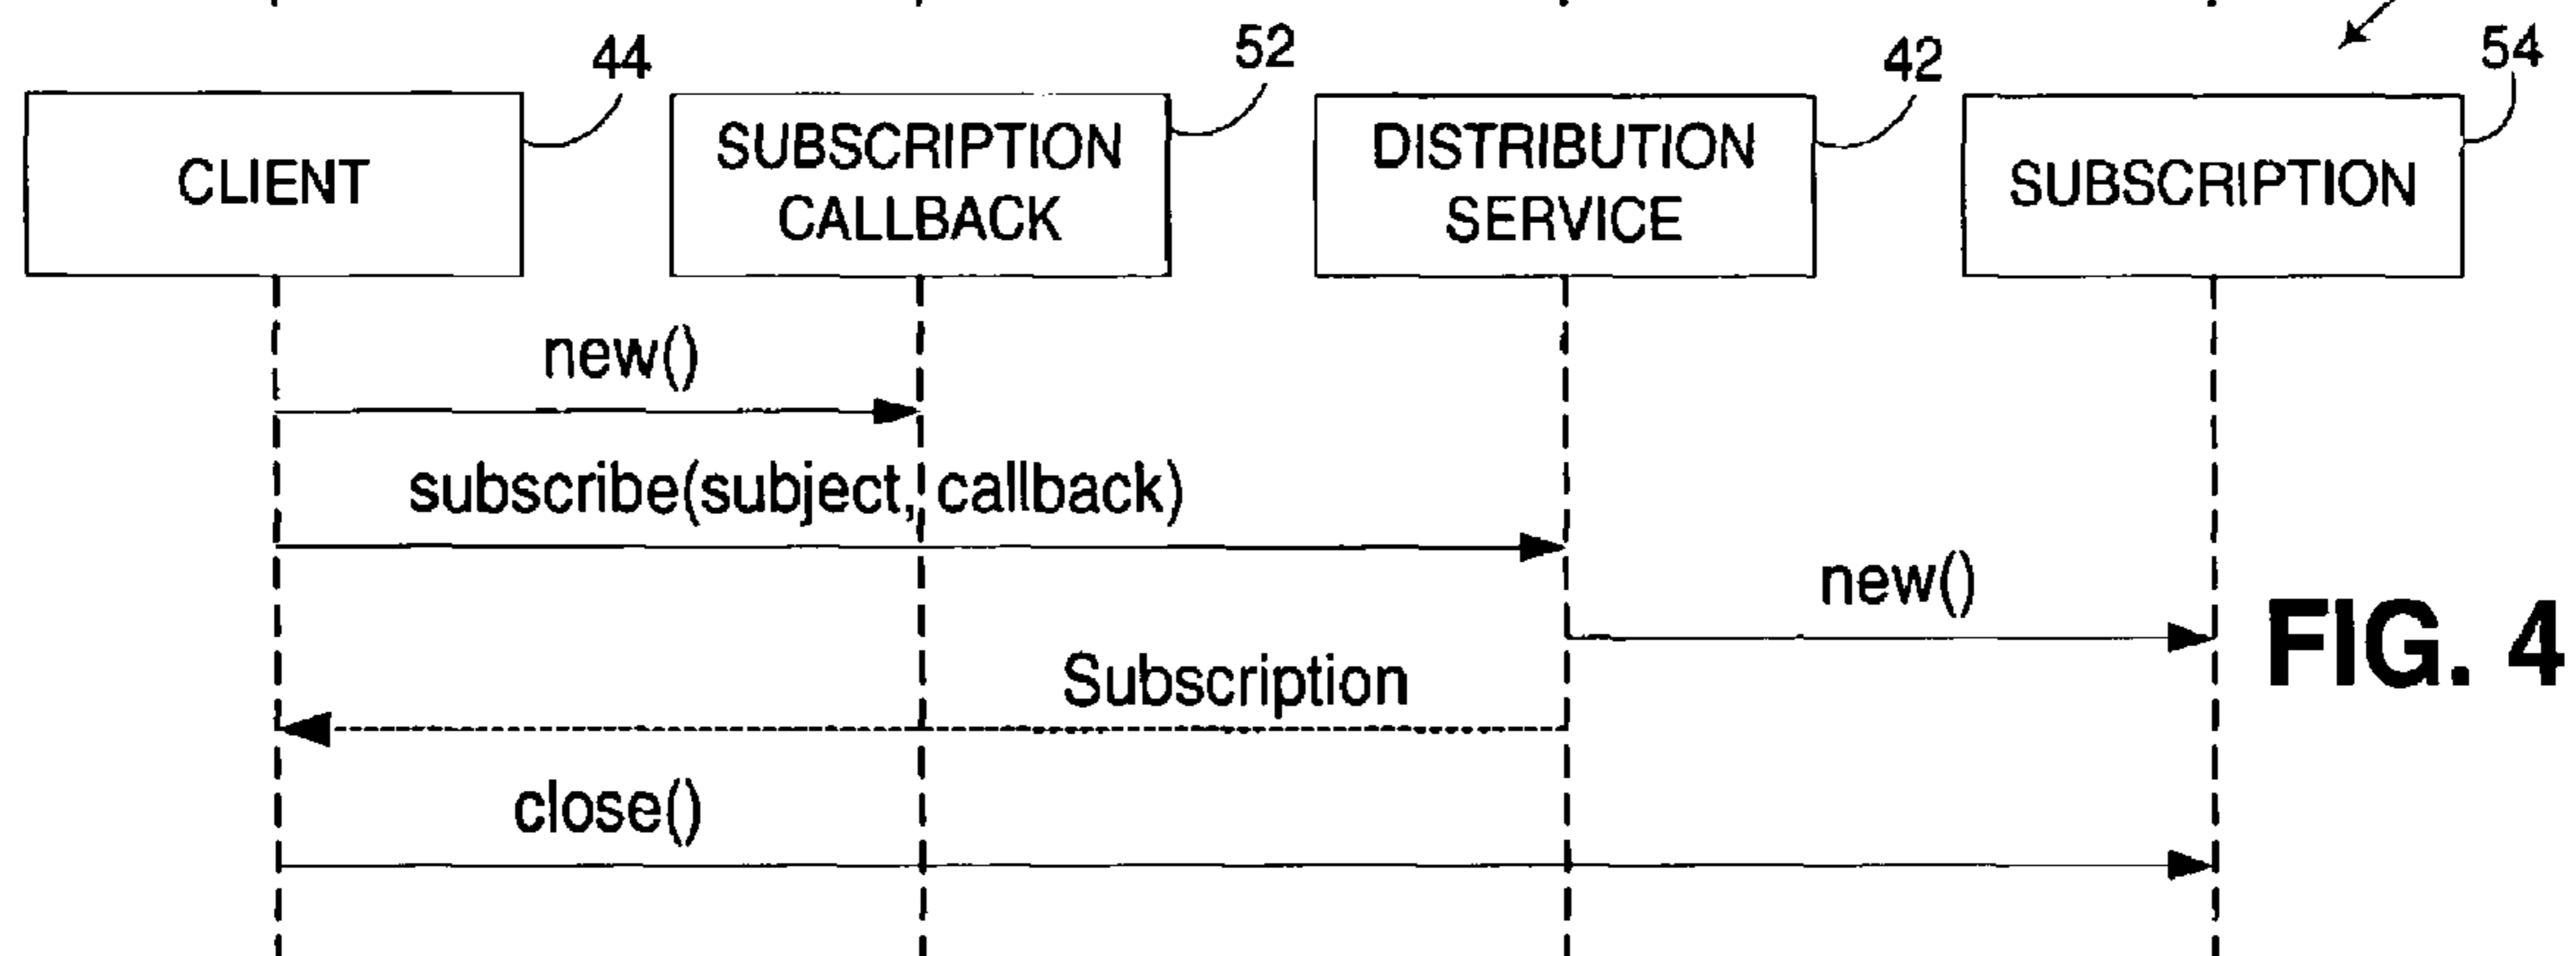 44
52
42
54
CLIENT
SUBSCRIPTION
CALLBACK
DISTRIBUTION
SERVICE
SUBSCRIPTION
new()
subscribe(subject, callback)
new()
FIG. 4
Subscription
close()